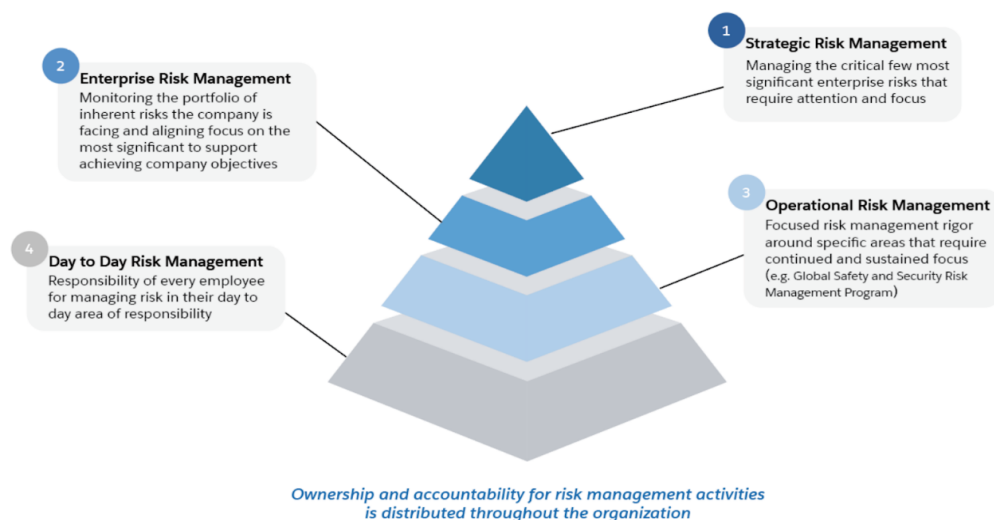 1
Strategic Risk Management
Managing the critical few most
significant enterprise risks that
require attention and focus
2
Enterprise Risk Management
Monitoring the portfolio of
inherent risks the company is
facing and aligning focus on the
most significant to support
achieving company objectives
3
Operational Risk Management
Focused risk management rigor
around specific areas that require
continued and sustained focus
(e.g. Global Safety and Security Risk
Management Program)
4
Day to Day Risk Management
Responsibility of every employee
for managing risk in their day to
day area of responsibility
Ownership and accountability for risk management activities
is distributed throughout the organization